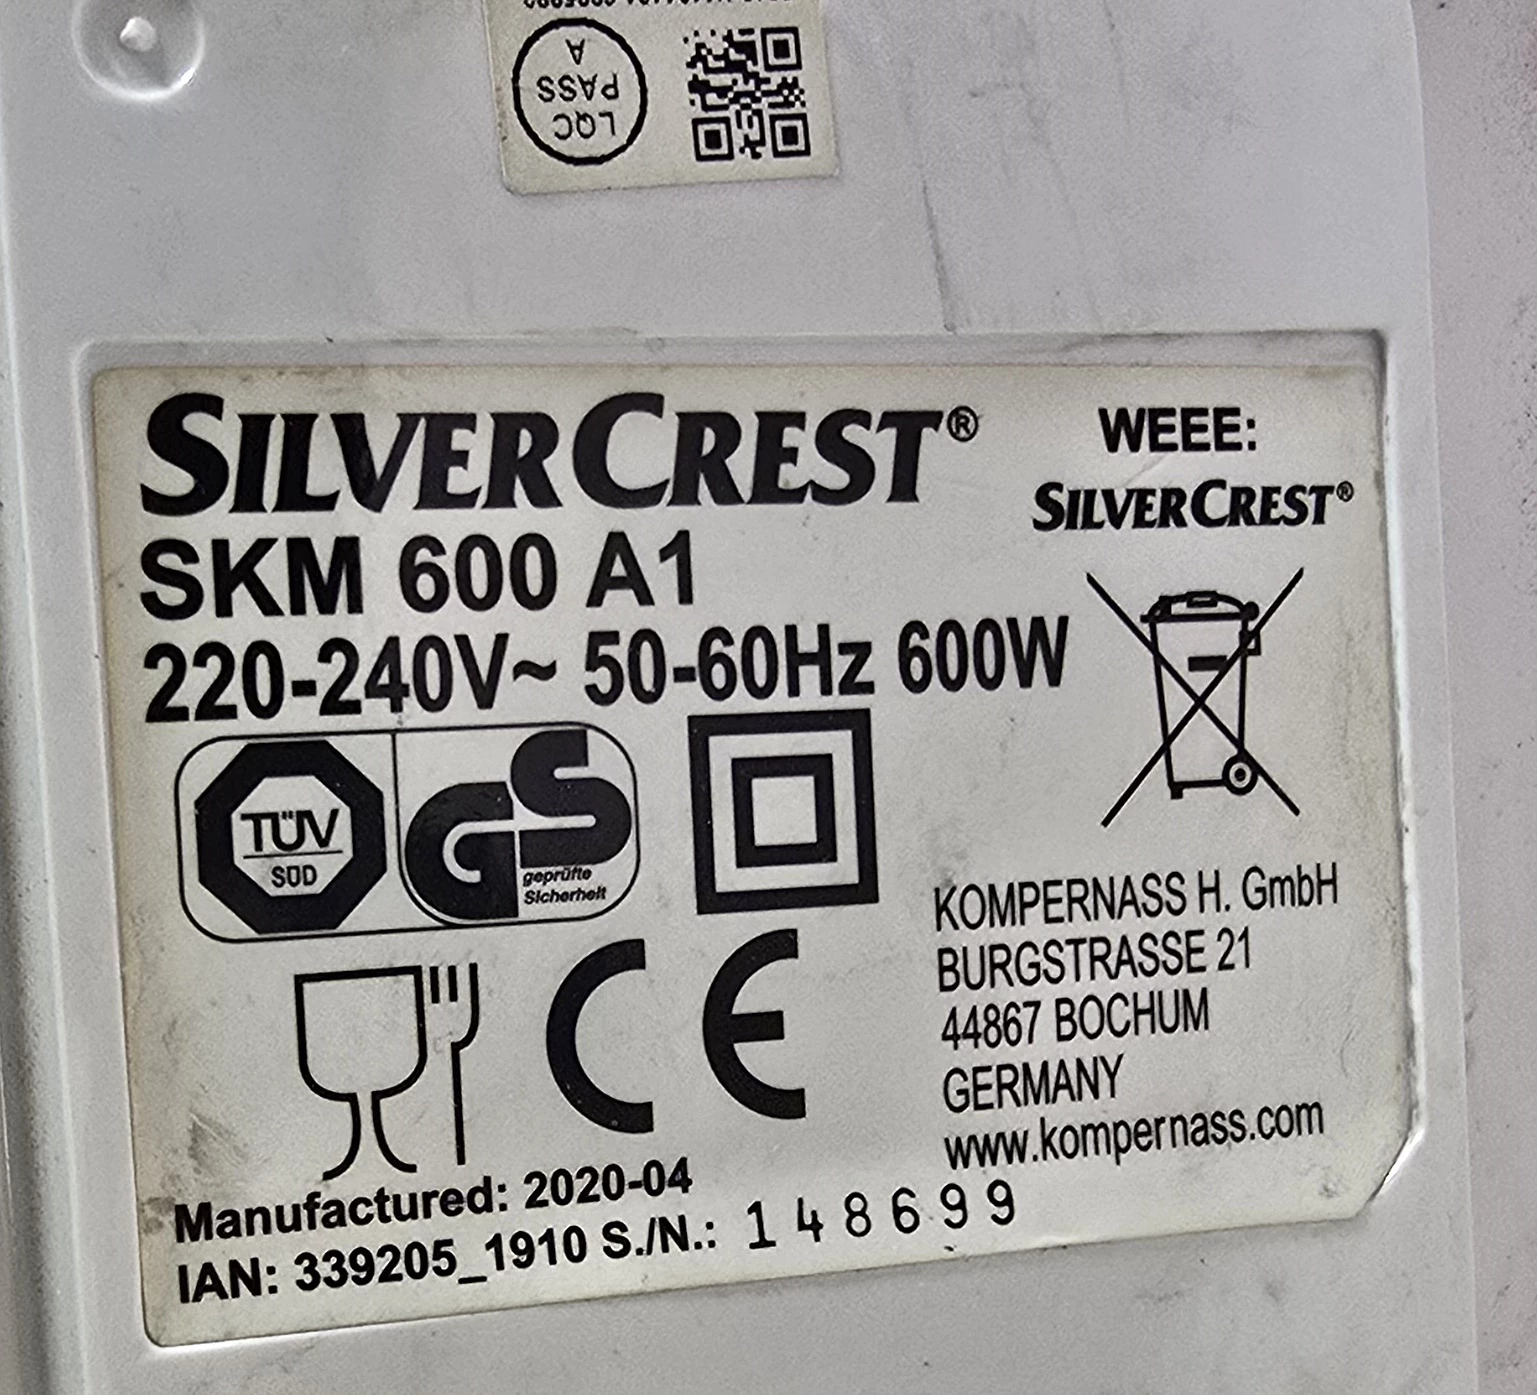 LQC
PASS
A
SILVERCREST®
SKM 600 A1
220-240V~ 50-60Hz 600W
TÜV
SÜD
GS
geprüfte
Sicherheit
CE
WEEE:
SILVERCREST®
KOMPERNASS H. GmbH
BURGSTRASSE 21
44867 BOCHUM
GERMANY
www.kompernass.com
Manufactured: 2020-04
IAN: 339205_1910 S./N.: 148699